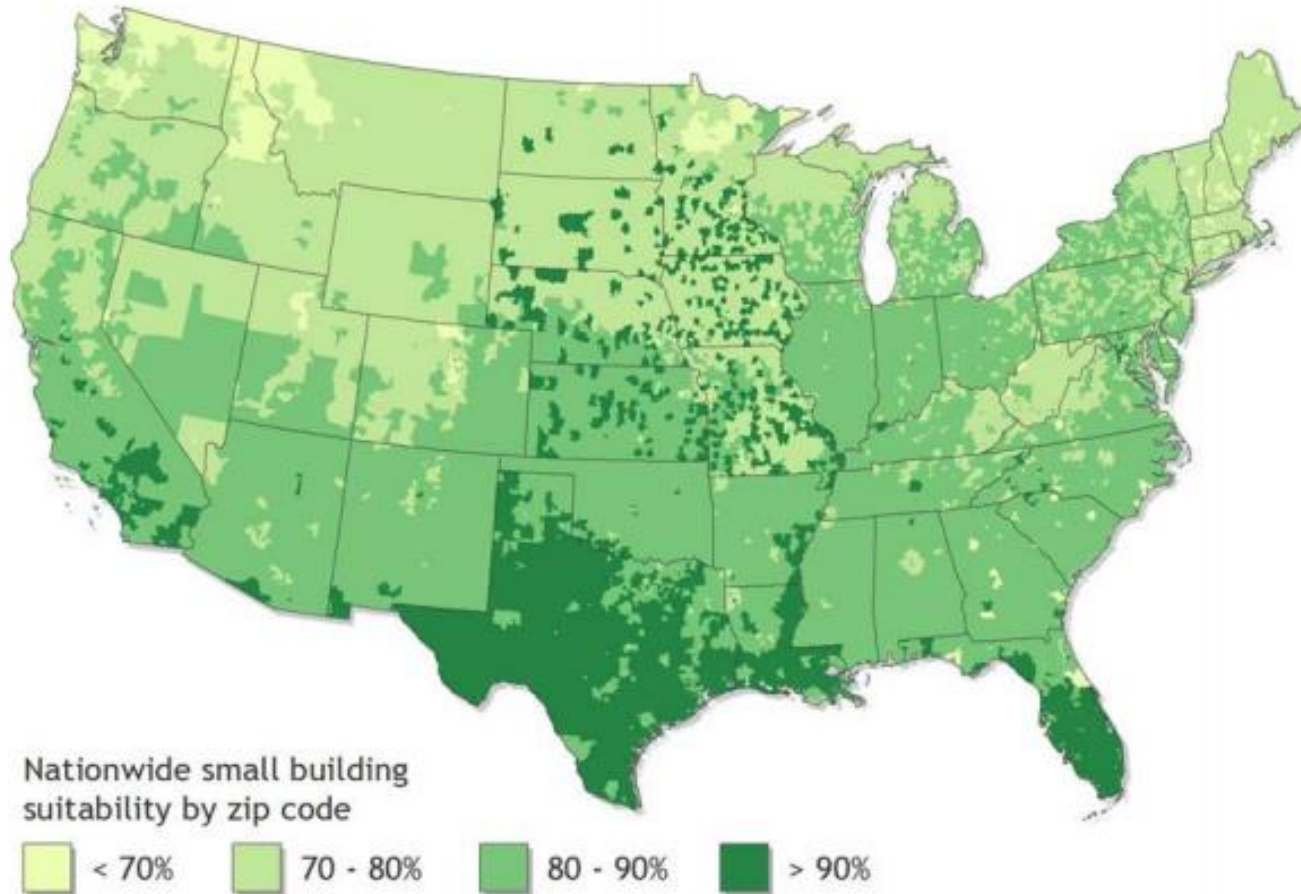 Nationwide small building
suitability by zip code
< 70%
70 - 80%
80 - 90%
> 90%